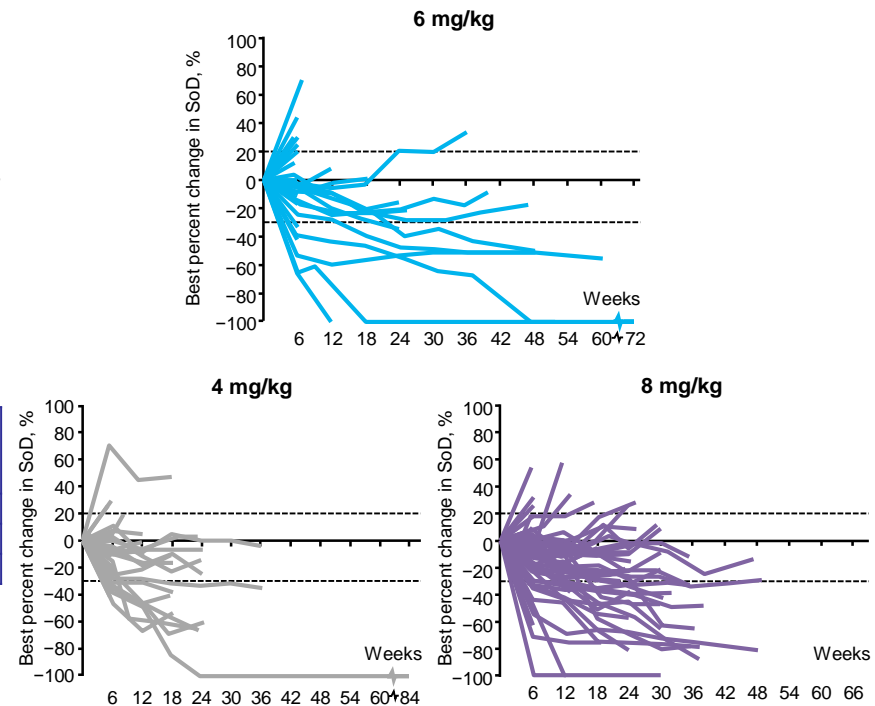 6 mg/kg
Best percent change in SoD, %
100
80
60
40
20
0
−20
−40
−60
−80
−100
Weeks
6 12 18 24 30 36 42 48 54 60 72
4 mg/kg
Best percent change in SoD, %
100
80
60
40
20
0
−20
−40
−60
−80
−100
Weeks
6 12 18 24 30 36 42 48 54 60 84
8 mg/kg
Best percent change in SoD, %
100
80
60
40
20
0
−20
−40
−60
−80
−100
Weeks
6 12 18 24 30 36 42 48 54 60 66